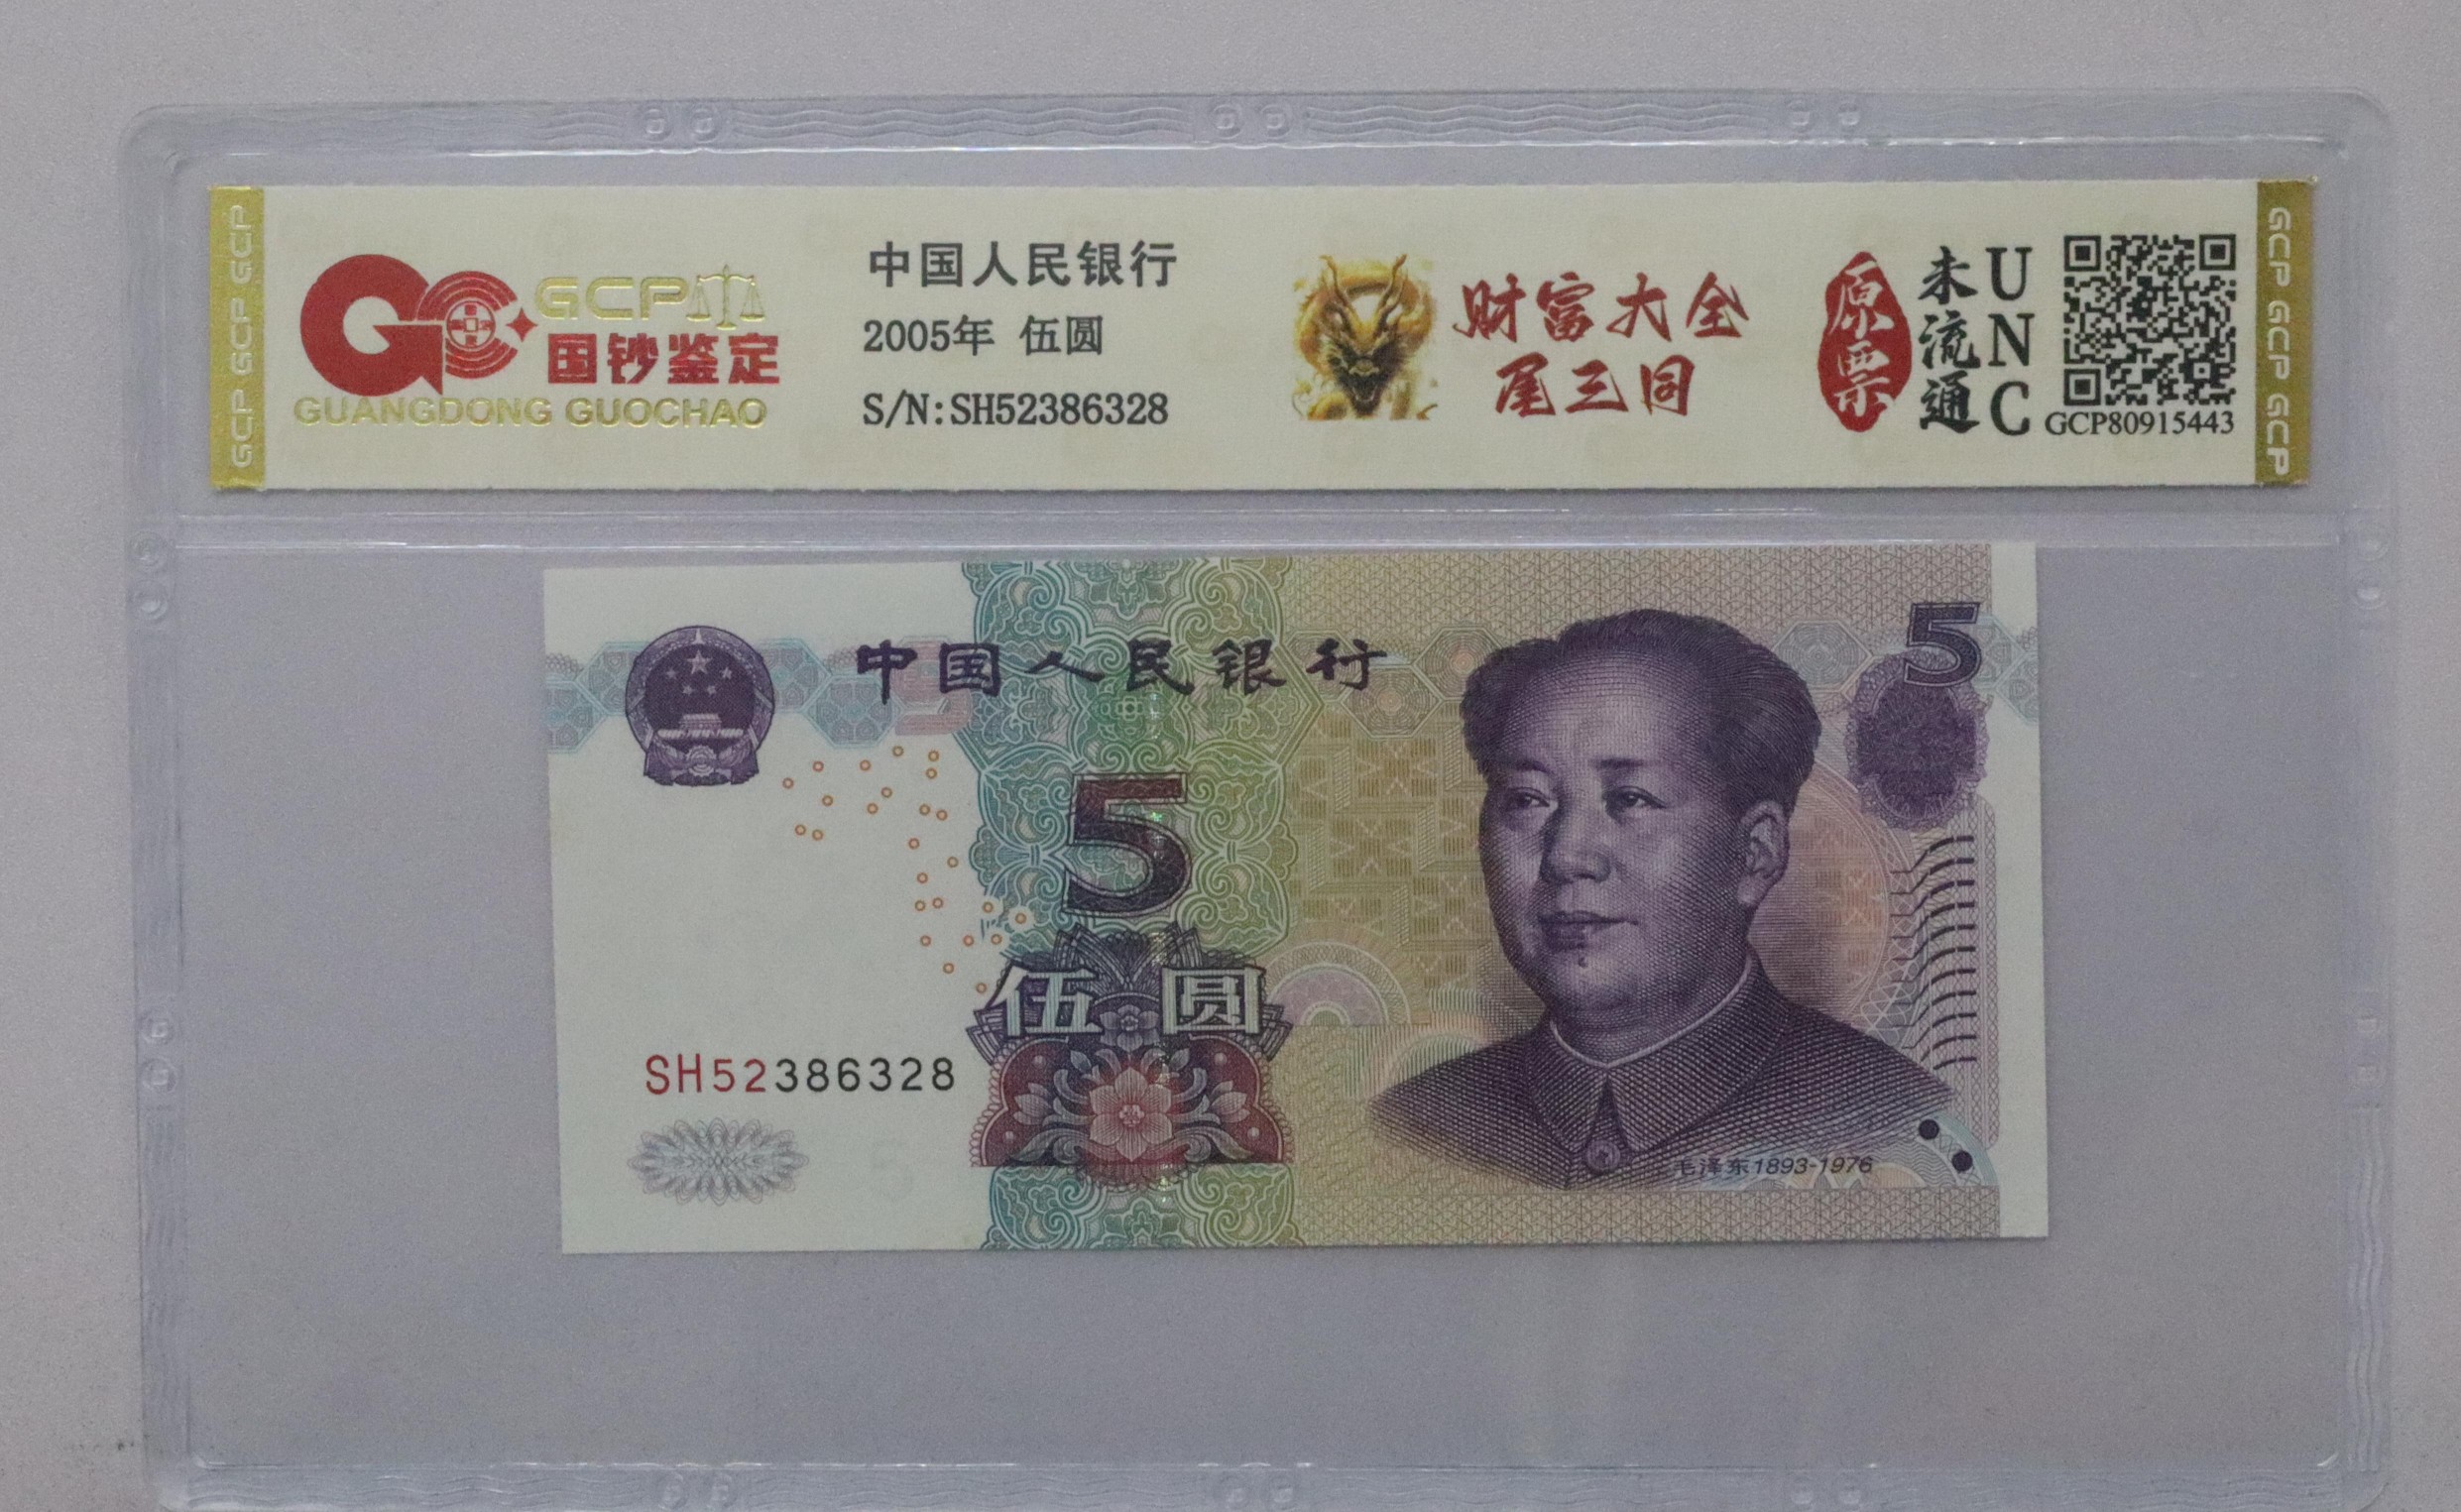 GCP GCP GCP
GCP
国钞鉴定
GUANGDONG GUOCHAO
中国人民银行
2005年 伍圆
S/N:SH52386328
财富大全
尾三同
原票
未流通
UNC
GCP80915443
GCP GCP GCP
中国人民银行
5
5
伍圆
SH52386328
毛泽东1893-1976